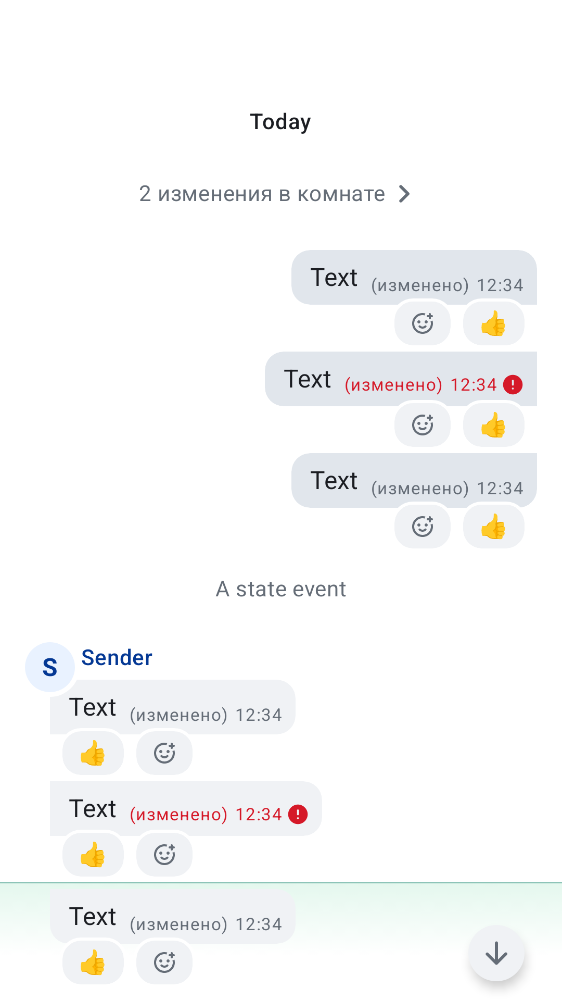 Today
2 изменения в комнате
Text (изменено) 12:34
👍
Text (изменено) 12:34
👍
Text (изменено) 12:34
👍
A state event
S Sender
Text (изменено) 12:34
👍
Text (изменено) 12:34
👍
Text (изменено) 12:34
👍